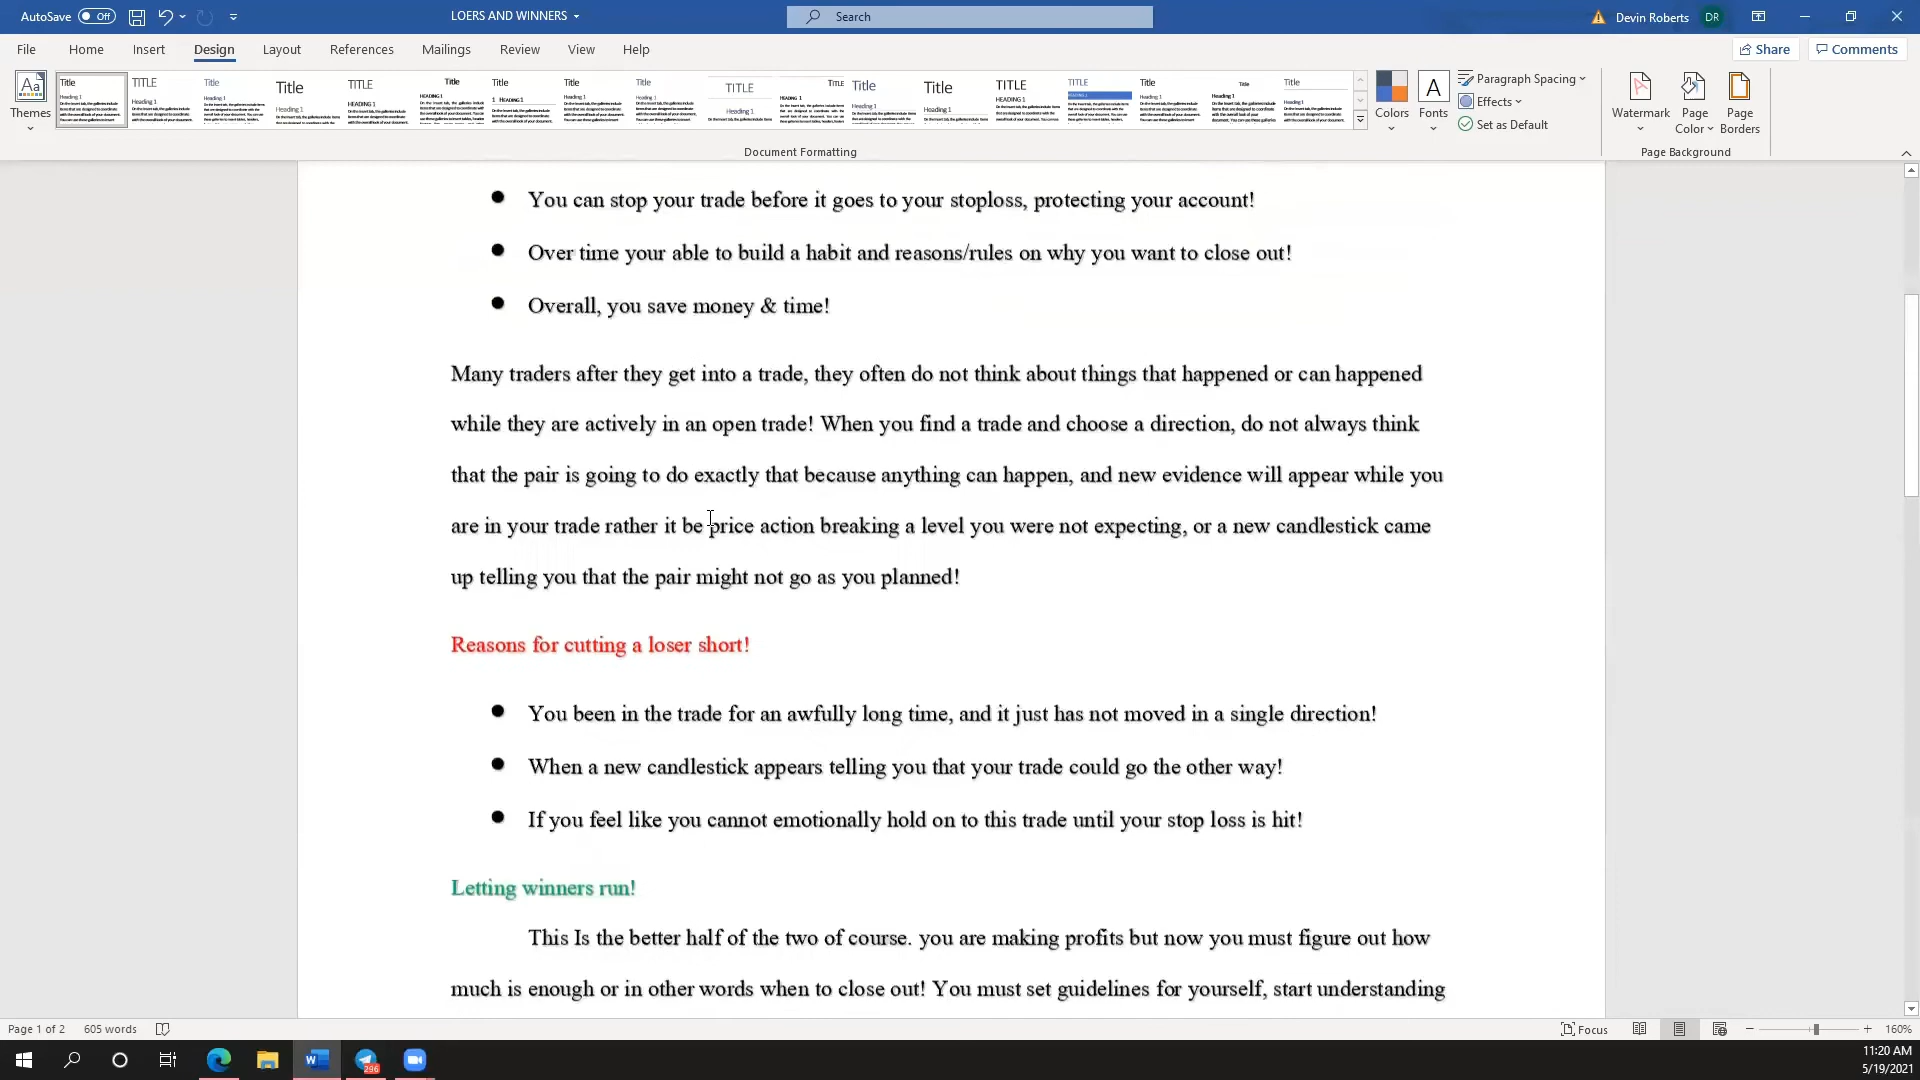 AutoSave Off LOERS AND WINNERS Search Devin Roberts DR
File Home Insert Design Layout References Mailings Review View Help Share Comments
Themes
Colors
Fonts
Paragraph Spacing
Effects
Set as Default
Watermark
Page Color
Page Borders
Document Formatting
Page Background
● You can stop your trade before it goes to your stoploss, protecting your account!
● Over time your able to build a habit and reasons/rules on why you want to close out!
● Overall, you save money & time!
Many traders after they get into a trade, they often do not think about things that happened or can happened
while they are actively in an open trade! When you find a trade and choose a direction, do not always think
that the pair is going to do exactly that because anything can happen, and new evidence will appear while you
are in your trade rather it be price action breaking a level you were not expecting, or a new candlestick came
up telling you that the pair might not go as you planned!
Reasons for cutting a loser short!
● You been in the trade for an awfully long time, and it just has not moved in a single direction!
● When a new candlestick appears telling you that your trade could go the other way!
● If you feel like you cannot emotionally hold on to this trade until your stop loss is hit!
Letting winners run!
This Is the better half of the two of course. you are making profits but now you must figure out how
much is enough or in other words when to close out! You must set guidelines for yourself, start understanding
Page 1 of 2 605 words Focus 160%
296
11:20 AM
5/19/2021